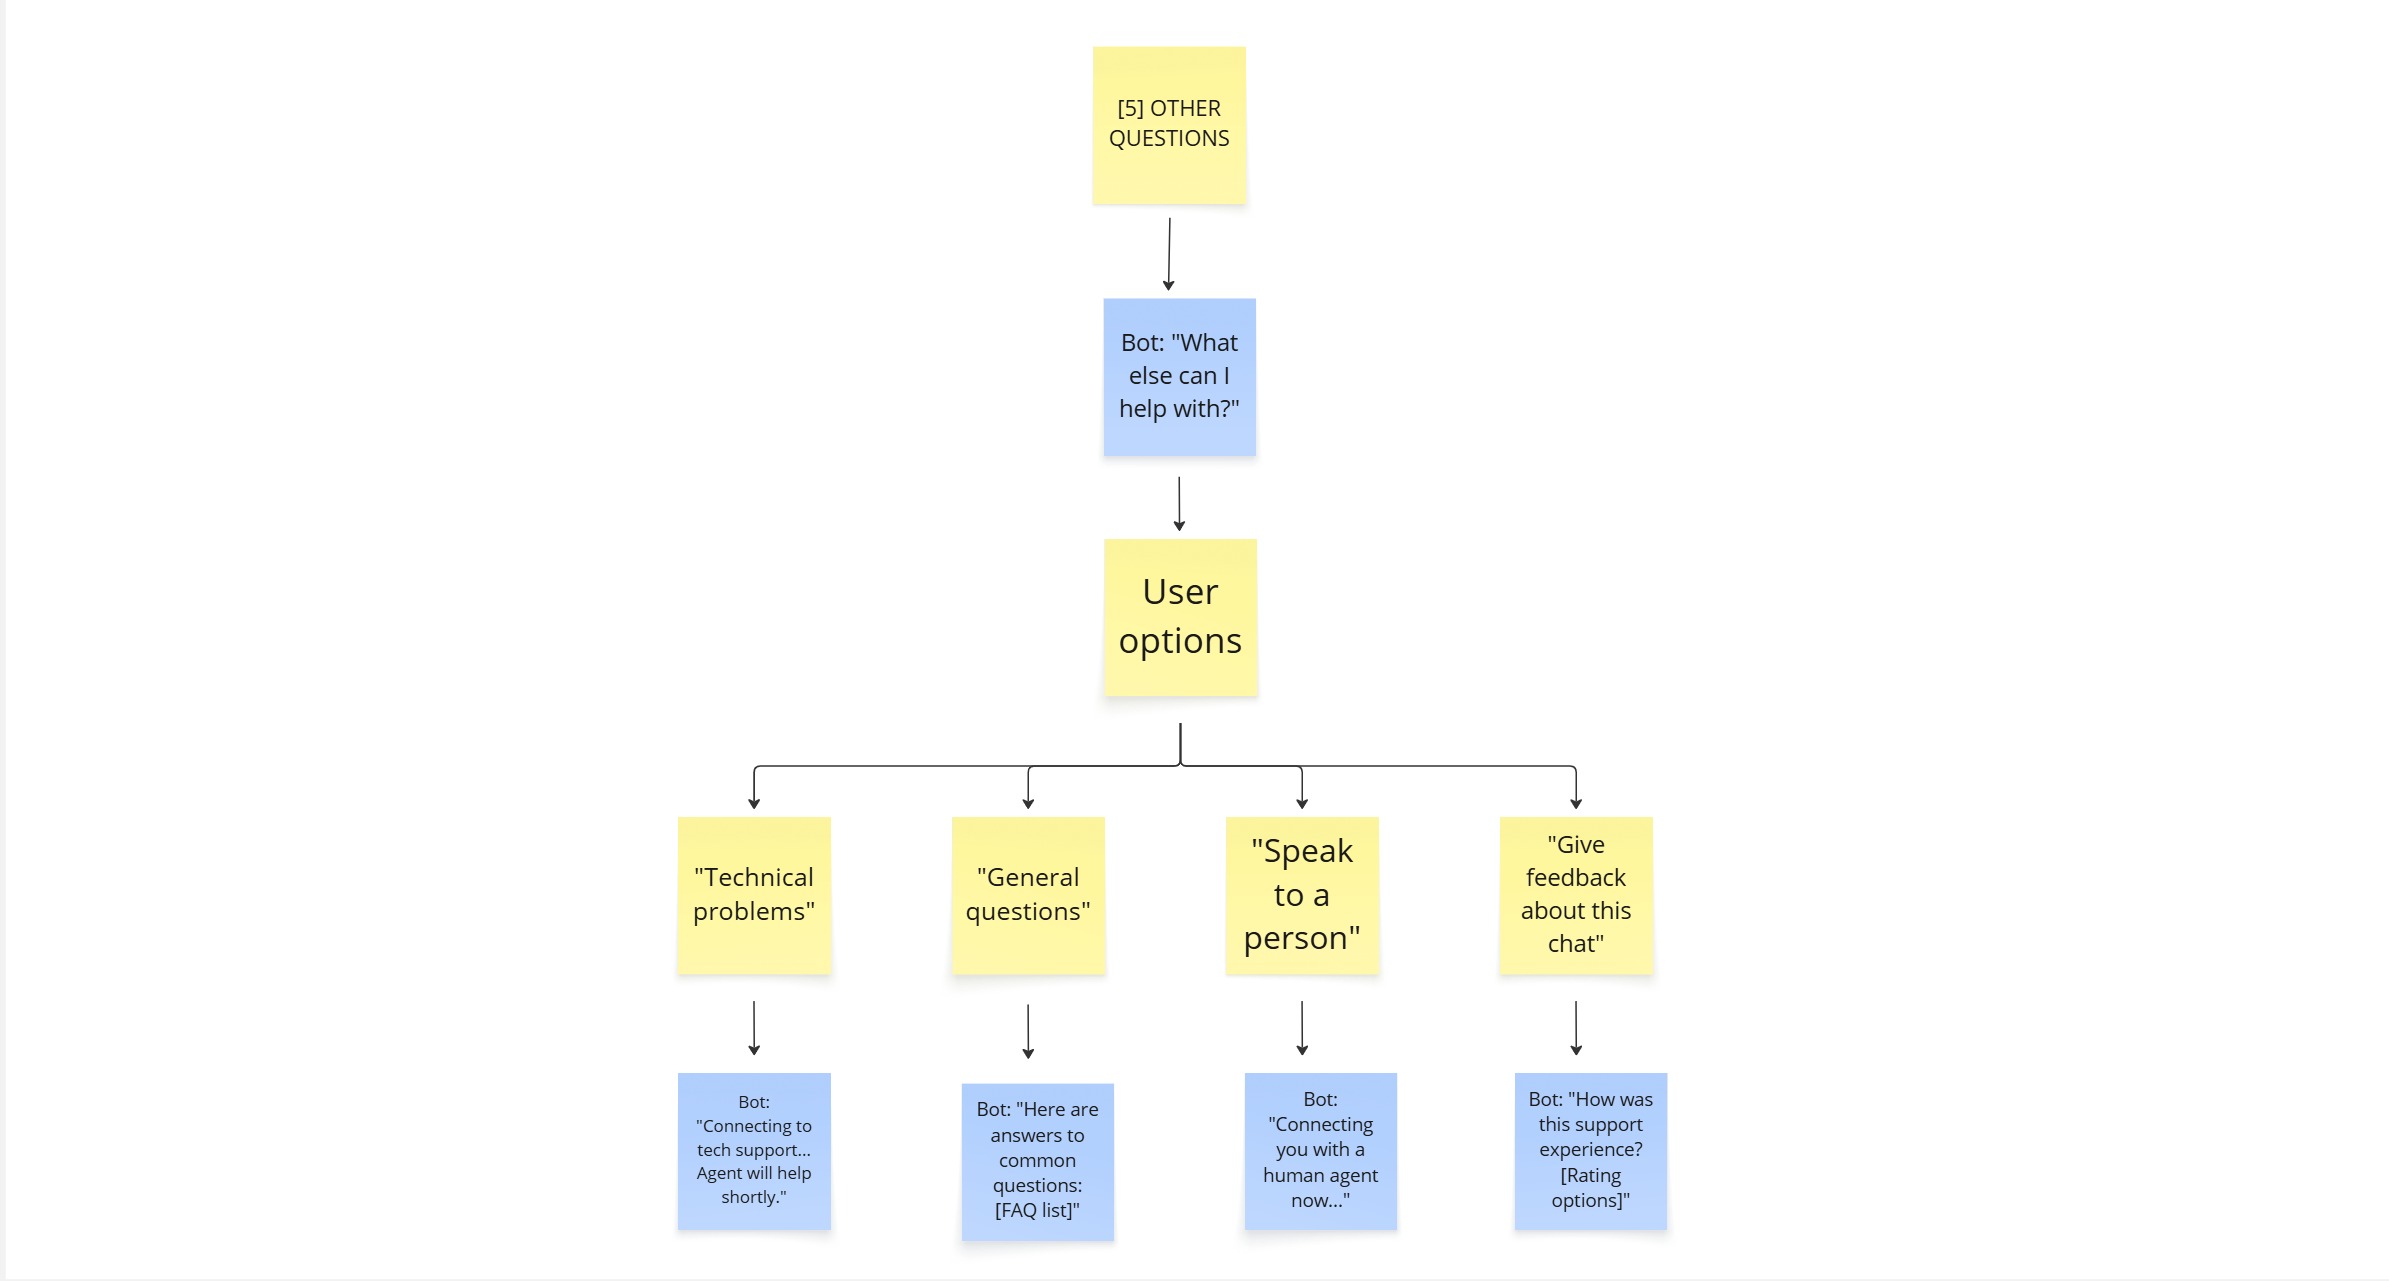 [5] OTHER
QUESTIONS
Bot: "What
else can I
help with?"
User
options
"Technical
problems"
"General
questions"
"Speak
to a
person"
"Give
feedback
about this
chat"
Bot:
"Connecting to
tech support...
Agent will help
shortly."
Bot: "Here are
answers to
common
questions:
[FAQ list]"
Bot:
"Connecting
you with a
human agent
now..."
Bot: "How was
this support
experience?
[Rating
options]"